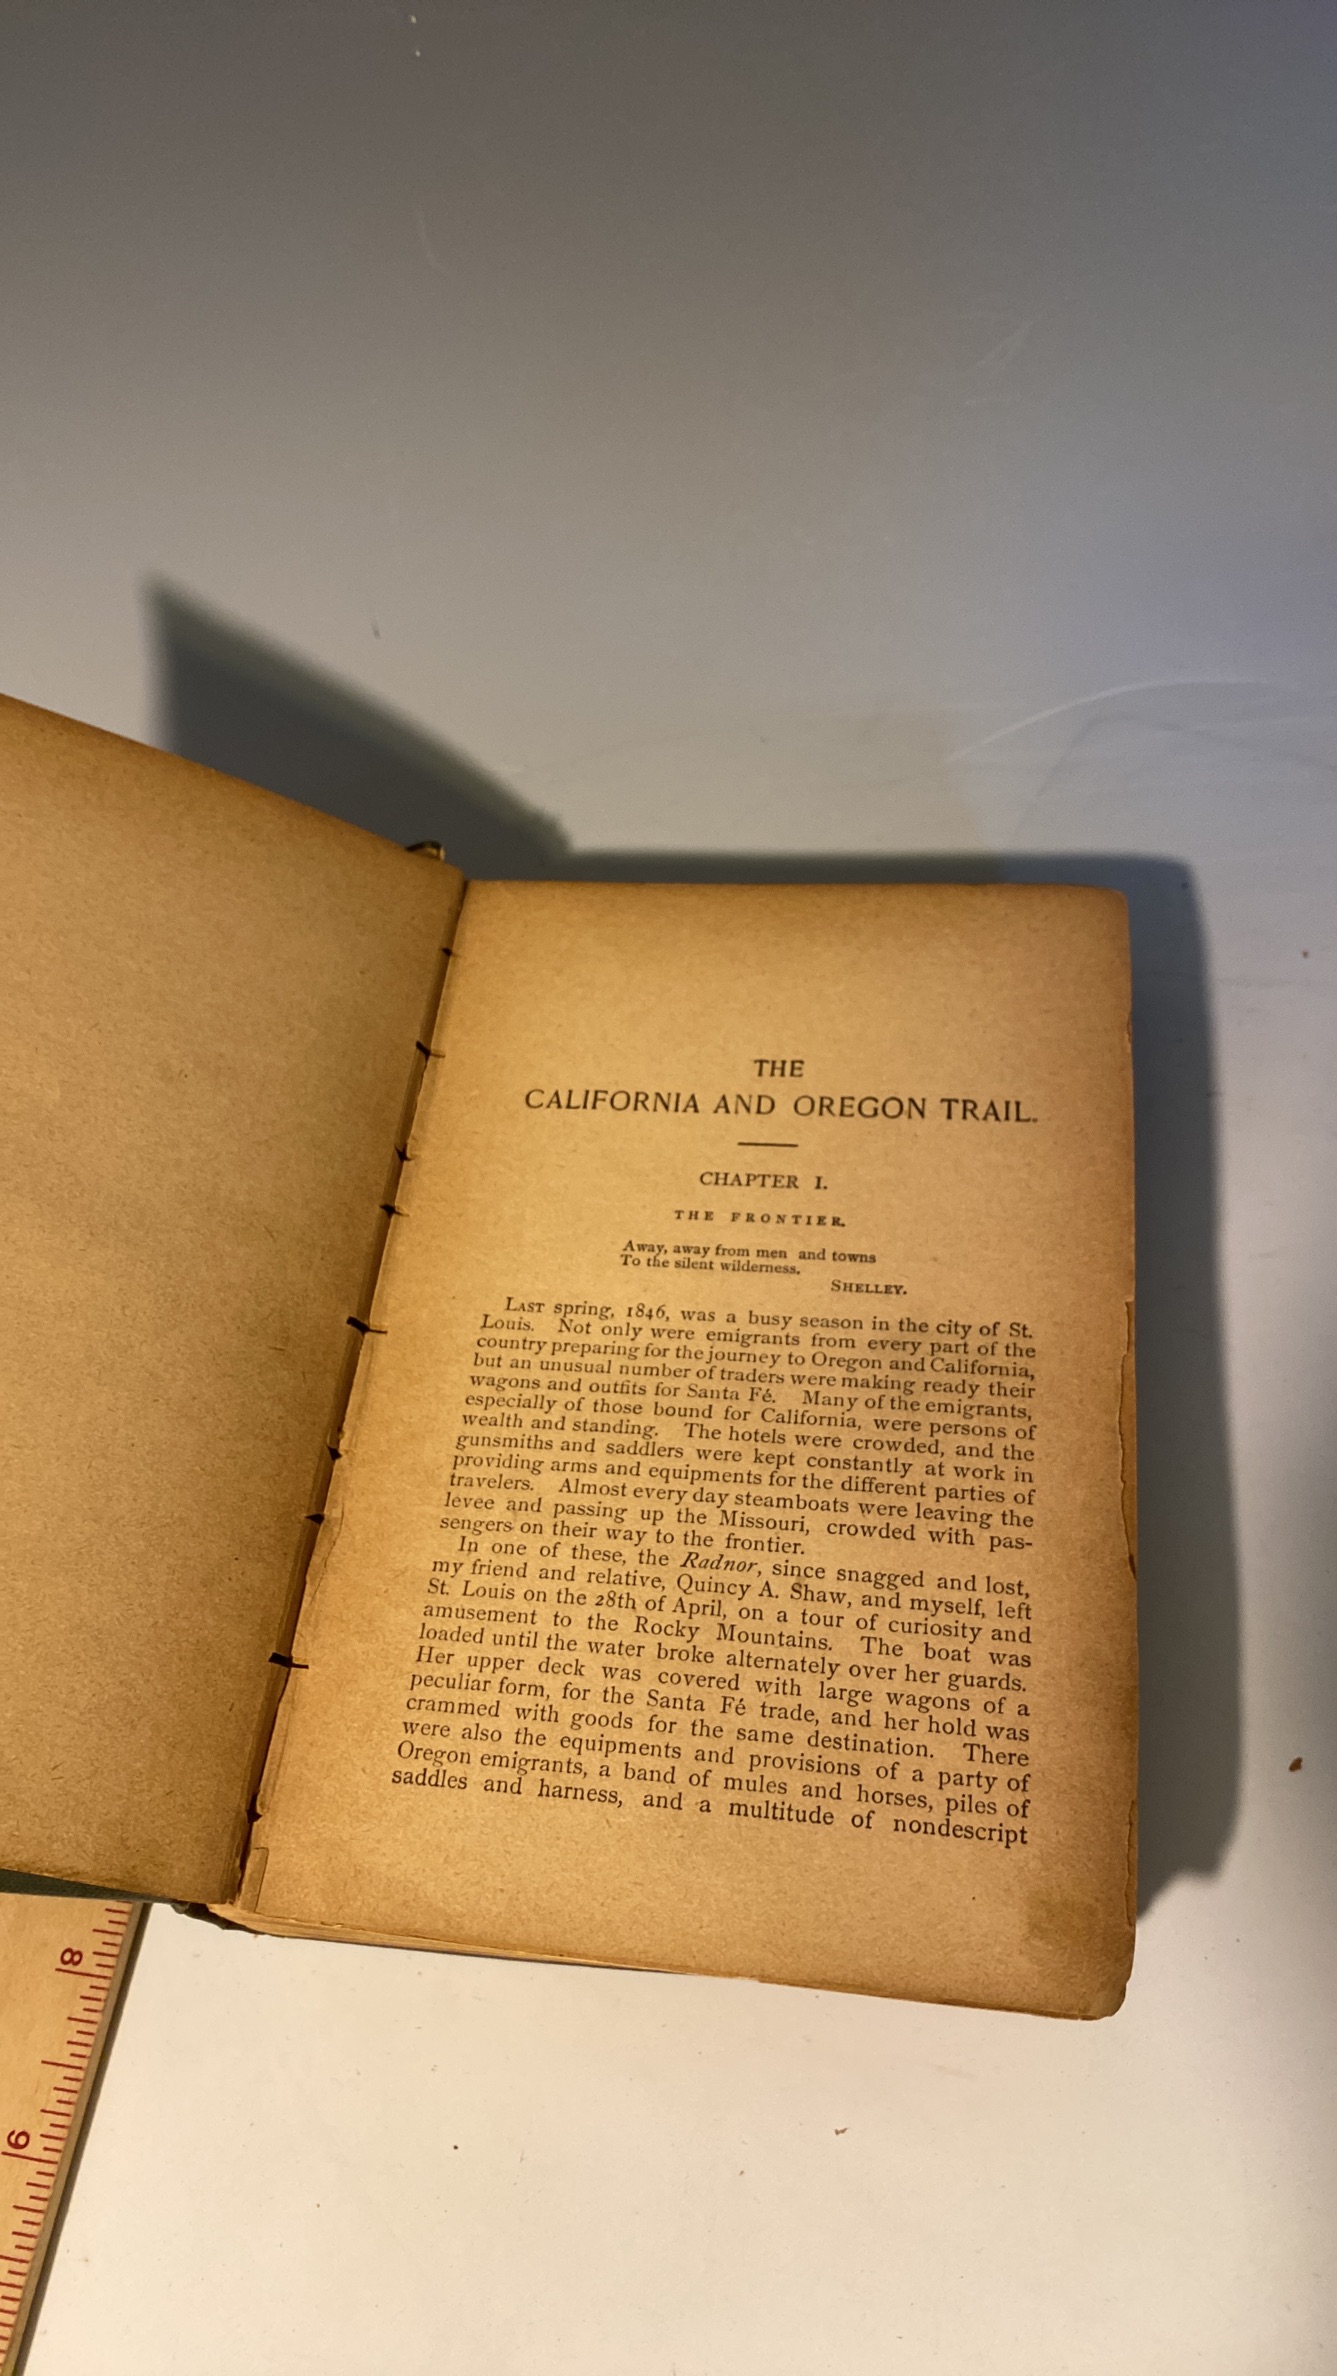 THE
CALIFORNIA AND OREGON TRAIL.
CHAPTER I.
THE FRONTIER.
Away, away from men and towns
To the silent wilderness.
SHELLEY.
LAST spring, 1846, was a busy season in the city of St.
Louis. Not only were emigrants from every part of the
country preparing for the journey to Oregon and California,
but an unusual number of traders were making ready their
wagons and outfits for Santa Fé. Many of the emigrants,
especially of those bound for California, were persons of
wealth and standing. The hotels were crowded, and the
gunsmiths and saddlers were kept constantly at work in
providing arms and equipments for the different parties of
travelers. Almost every day steamboats were leaving the
levee and passing up the Missouri, crowded with pas-
sengers on their way to the frontier.
In one of these, the Radnor, since snagged and lost,
my friend and relative, Quincy A. Shaw, and myself, left
St. Louis on the 28th of April, on a tour of curiosity and
amusement to the Rocky Mountains. The boat was
loaded until the water broke alternately over her guards.
Her upper deck was covered with large wagons of a
peculiar form, for the Santa Fé trade, and her hold was
crammed with goods for the same destination. There
were also the equipments and provisions of a party of
Oregon emigrants, a band of mules and horses, piles of
saddles and harness, and a multitude of nondescript
8
9